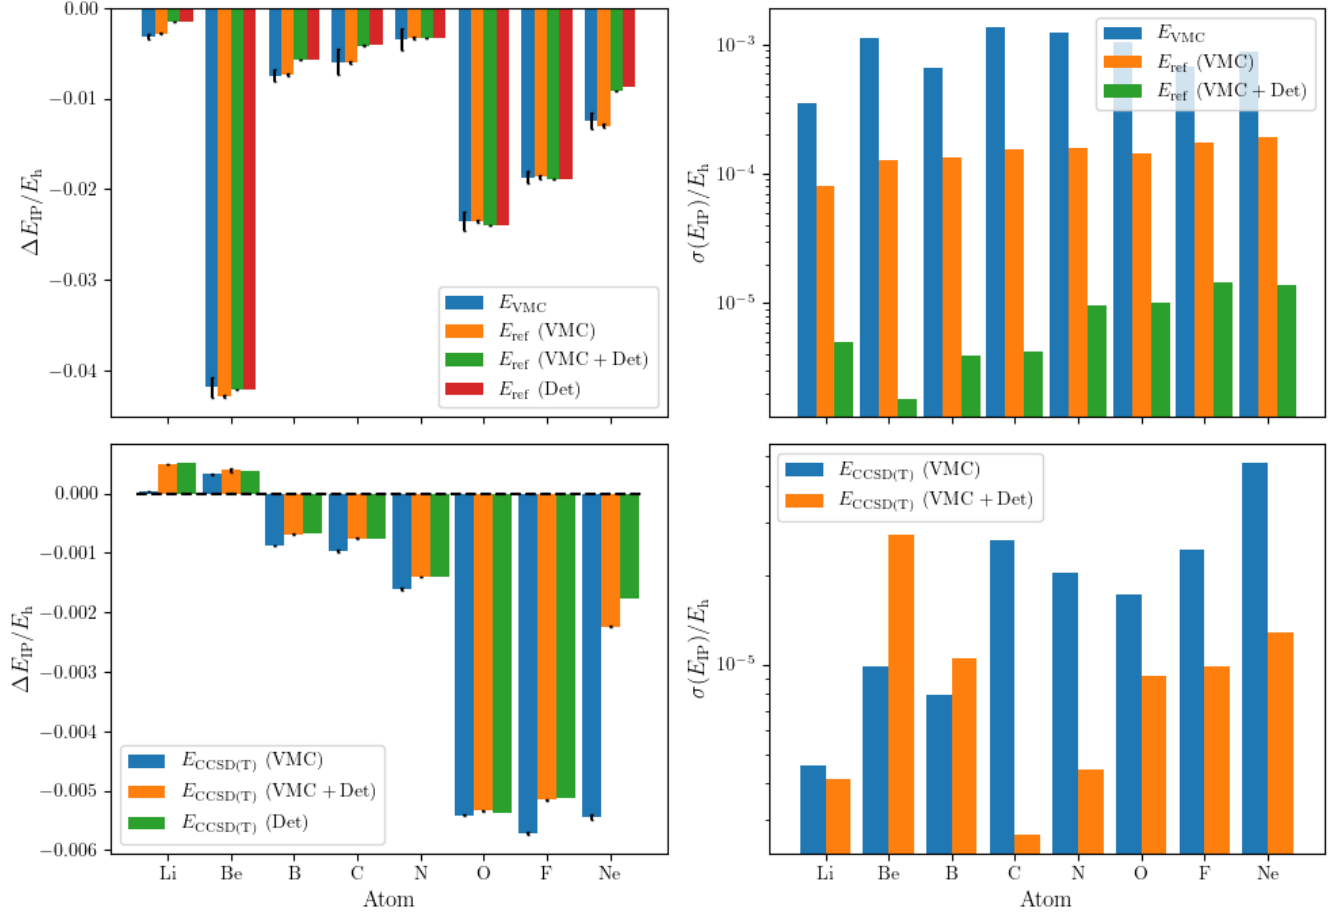 0.00
−0.01
−0.02
−0.03
−0.04
ΔE_IP/E_h
E_VMC
E_ref (VMC)
E_ref (VMC + Det)
E_ref (Det)
10^−3
10^−4
10^−5
σ(E_IP)/E_h
E_VMC
E_ref (VMC)
E_ref (VMC + Det)
0.000
−0.001
−0.002
−0.003
−0.004
−0.005
−0.006
ΔE_IP/E_h
E_CCSD(T) (VMC)
E_CCSD(T) (VMC + Det)
E_CCSD(T) (Det)
Li Be B C N O F Ne
Atom
10^−5
σ(E_IP)/E_h
E_CCSD(T) (VMC)
E_CCSD(T) (VMC + Det)
Li Be B C N O F Ne
Atom